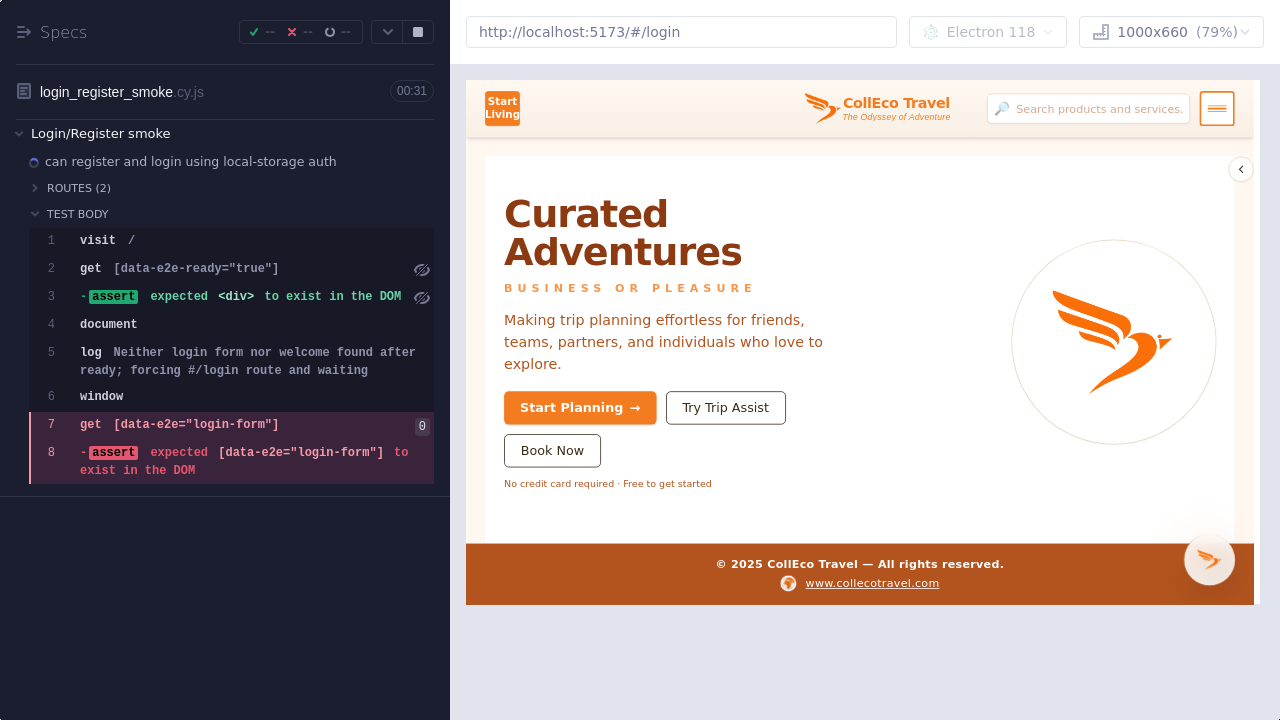 Specs
--
--
--
login_register_smoke.cy.js
00:31
Login/Register smoke
can register and login using local-storage auth
ROUTES (2)
TEST BODY
1 visit /
2 get [data-e2e-ready="true"]
3 -assert expected <div> to exist in the DOM
4 document
5 log Neither login form nor welcome found after
ready; forcing #/login route and waiting
6 window
7 get [data-e2e="login-form"] 0
8 -assert expected [data-e2e="login-form"] to
exist in the DOM
http://localhost:5173/#/login
Electron 118
1000x660 (79%)
Start
Living
CollEco Travel
The Odyssey of Adventure
Search products and services.
Curated
Adventures
BUSINESS OR PLEASURE
Making trip planning effortless for friends,
teams, partners, and individuals who love to
explore.
Start Planning →
Try Trip Assist
Book Now
No credit card required · Free to get started
© 2025 CollEco Travel — All rights reserved.
www.collecotravel.com